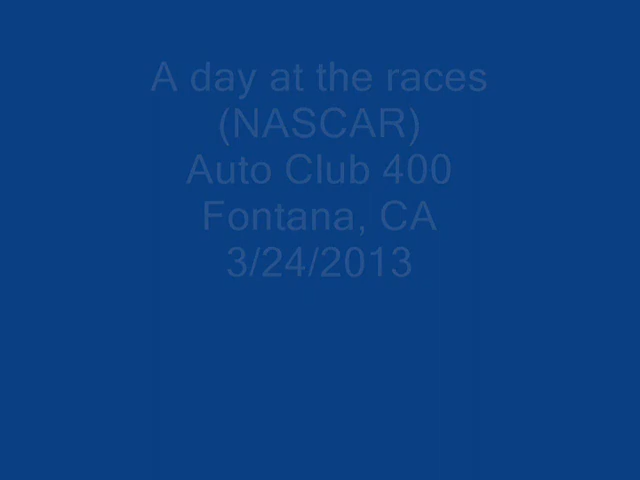 A day at the races
(NASCAR)
Auto Club 400
Fontana, CA
3/24/2013